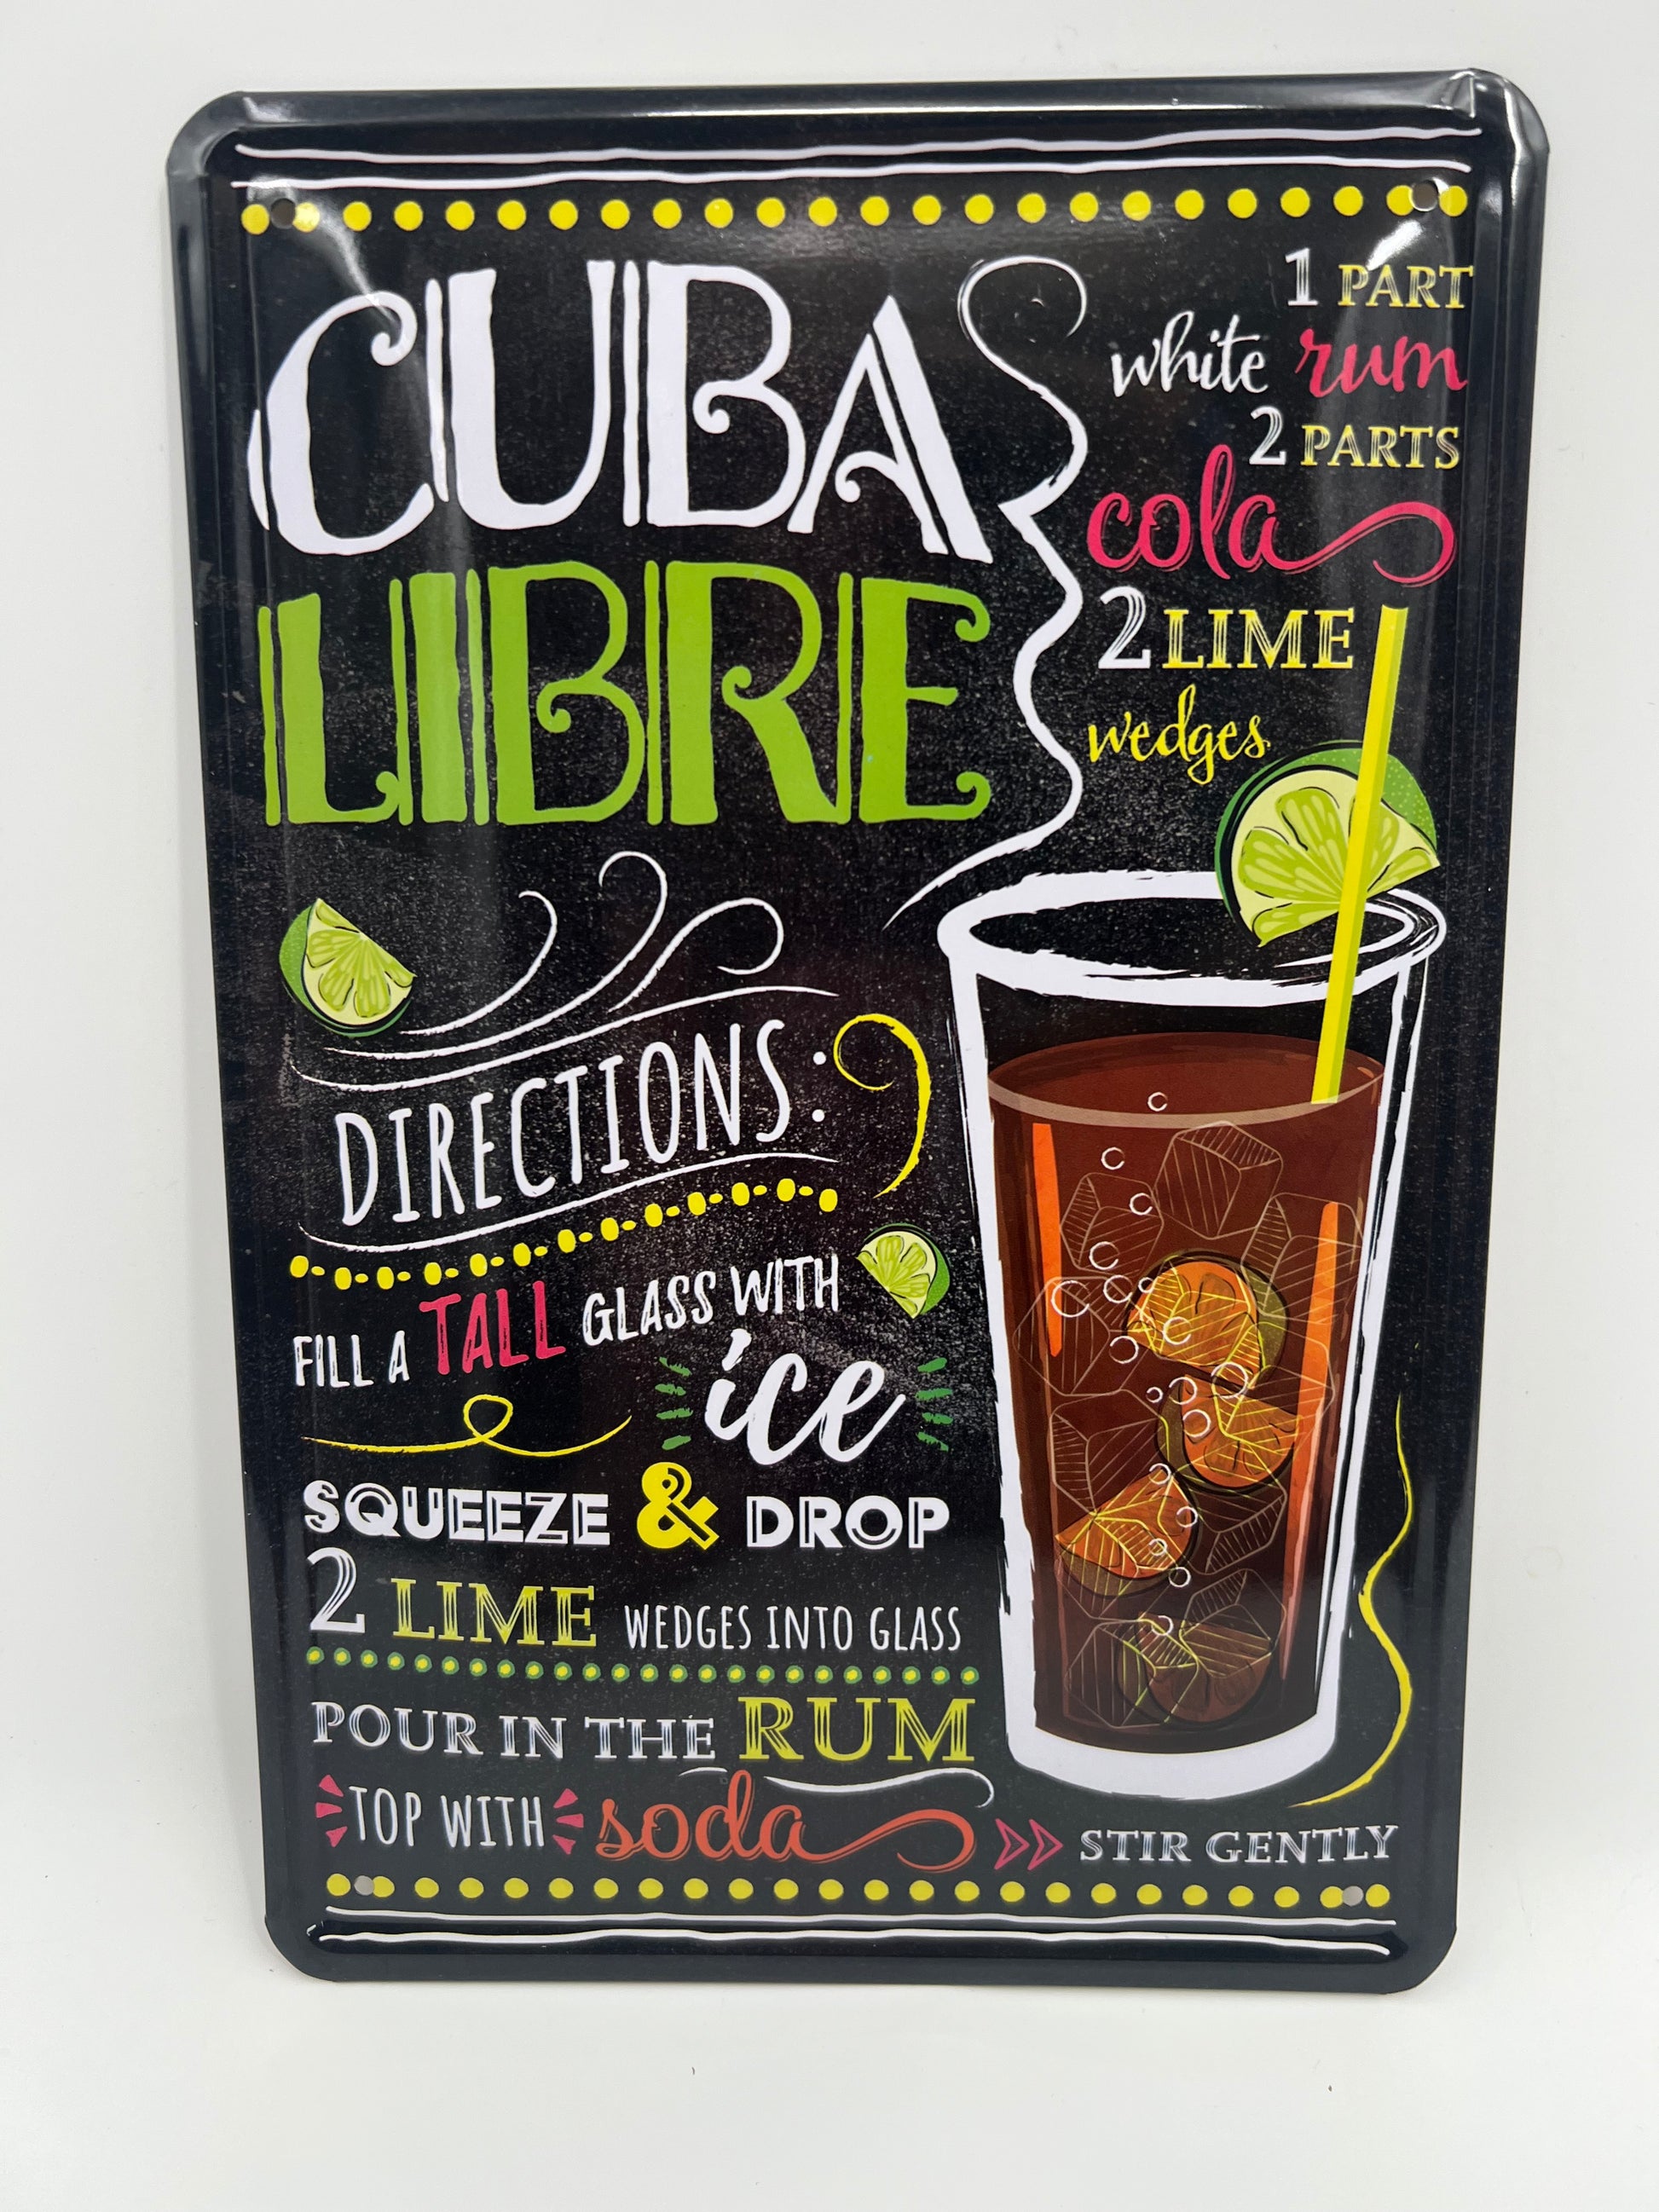 CUBA
LIBRE
1 PART
white rum
2 PARTS
cola
2 LIME
wedges
DIRECTIONS:
FILL A TALL GLASS WITH
ice
SQUEEZE & DROP
2 LIME WEDGES INTO GLASS
POUR IN THE RUM
TOP WITH soda STIR GENTLY